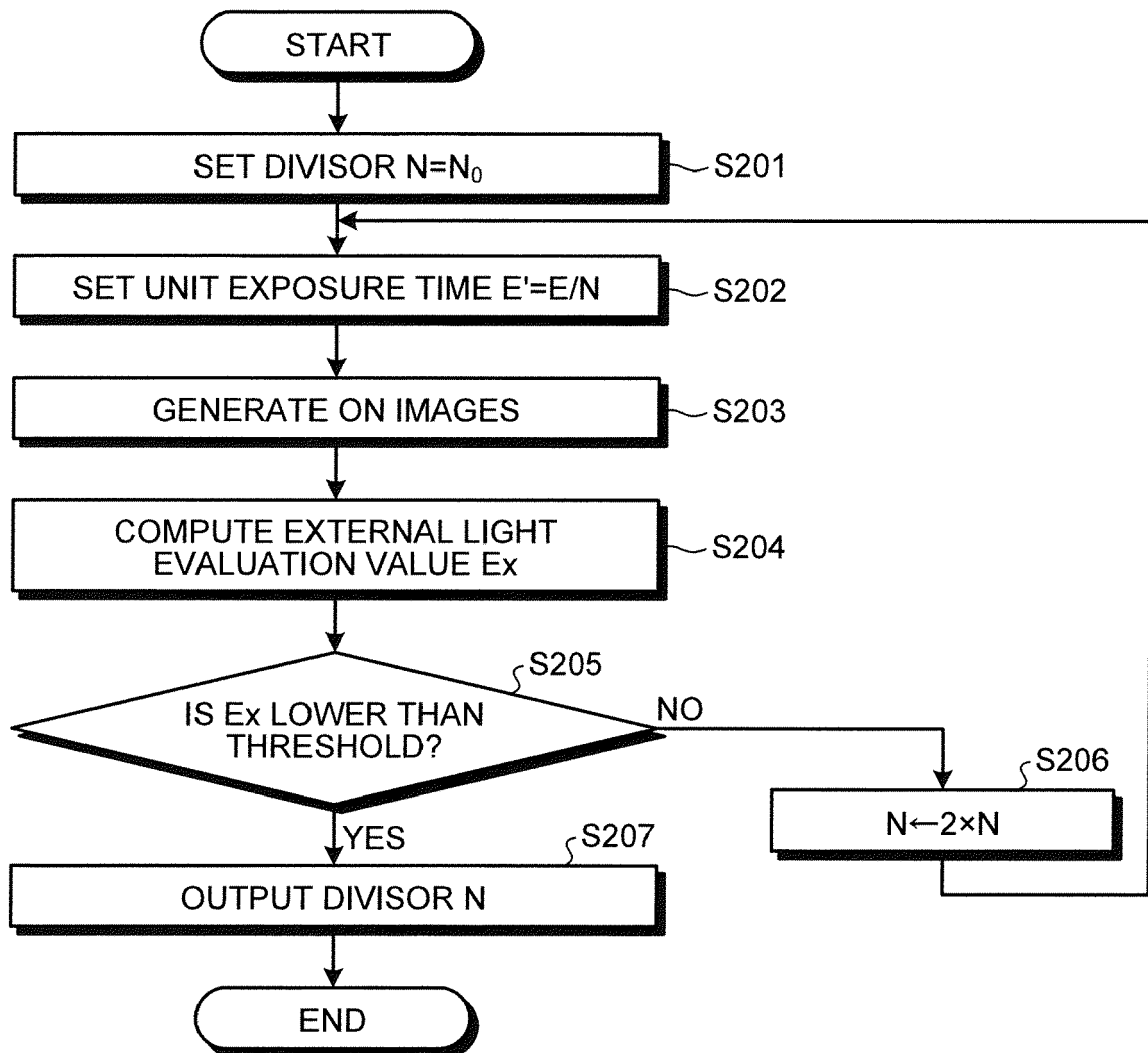 START
SET DIVISOR N=N₀
S201
SET UNIT EXPOSURE TIME E'=E/N
S202
GENERATE ON IMAGES
S203
COMPUTE EXTERNAL LIGHT
EVALUATION VALUE Ex
S204
S205
IS Ex LOWER THAN
THRESHOLD?
NO
S206
N←2×N
YES
S207
OUTPUT DIVISOR N
END